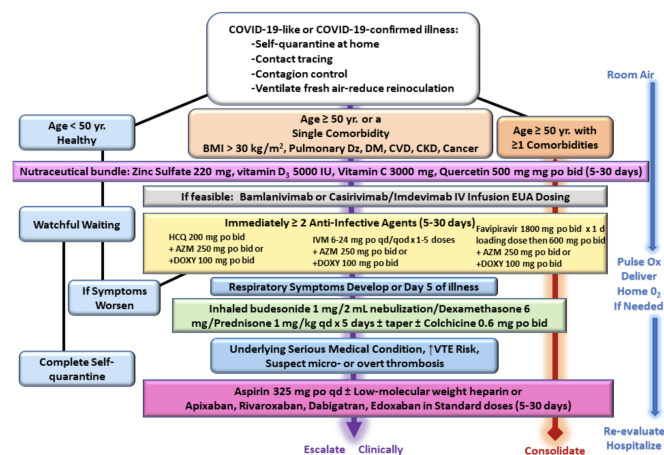 COVID-19-like or COVID-19-confirmed illness:
-Self-quarantine at home
-Contact tracing
-Contagion control
-Ventilate fresh air-reduce reinoculation
Room Air
Age < 50 yr.
Healthy
Age ≥ 50 yr. or a
Single Comorbidity
BMI > 30 kg/m², Pulmonary Dz, DM, CVD, CKD, Cancer
Age ≥ 50 yr. with
≥1 Comorbidities
Nutraceutical bundle: Zinc Sulfate 220 mg, vitamin D₃ 5000 IU, Vitamin C 3000 mg, Quercetin 500 mg mg po bid (5-30 days)
If feasible: Bamlanivimab or Casirivimab/Imdevimab IV Infusion EUA Dosing
Watchful Waiting
Immediately ≥ 2 Anti-Infective Agents (5-30 days)
HCQ 200 mg po bid
+ AZM 250 mg po bid or
+DOXY 100 mg po bid
IVM 6-24 mg po qd/qod x 1-5 doses
+ AZM 250 mg po bid or
+DOXY 100 mg po bid
Favipiravir 1800 mg po bid x 1 d
loading dose then 600 mg po bid
+ AZM 250 mg po bid or
+DOXY 100 mg po bid
Pulse Ox
Deliver
Home 0₂
If Needed
If Symptoms
Worsen
Respiratory Symptoms Develop or Day 5 of illness
Inhaled budesonide 1 mg/2 mL nebulization/Dexamethasone 6
mg/Prednisone 1 mg/kg qd x 5 days ± taper ± Colchicine 0.6 mg po bid
Complete Self-
quarantine
Underlying Serious Medical Condition, ↑VTE Risk,
Suspect micro- or overt thrombosis
Aspirin 325 mg po qd ± Low-molecular weight heparin or
Apixaban, Rivaroxaban, Dabigatran, Edoxaban in Standard doses (5-30 days)
Escalate Clinically
Consolidate
Re-evaluate
Hospitalize